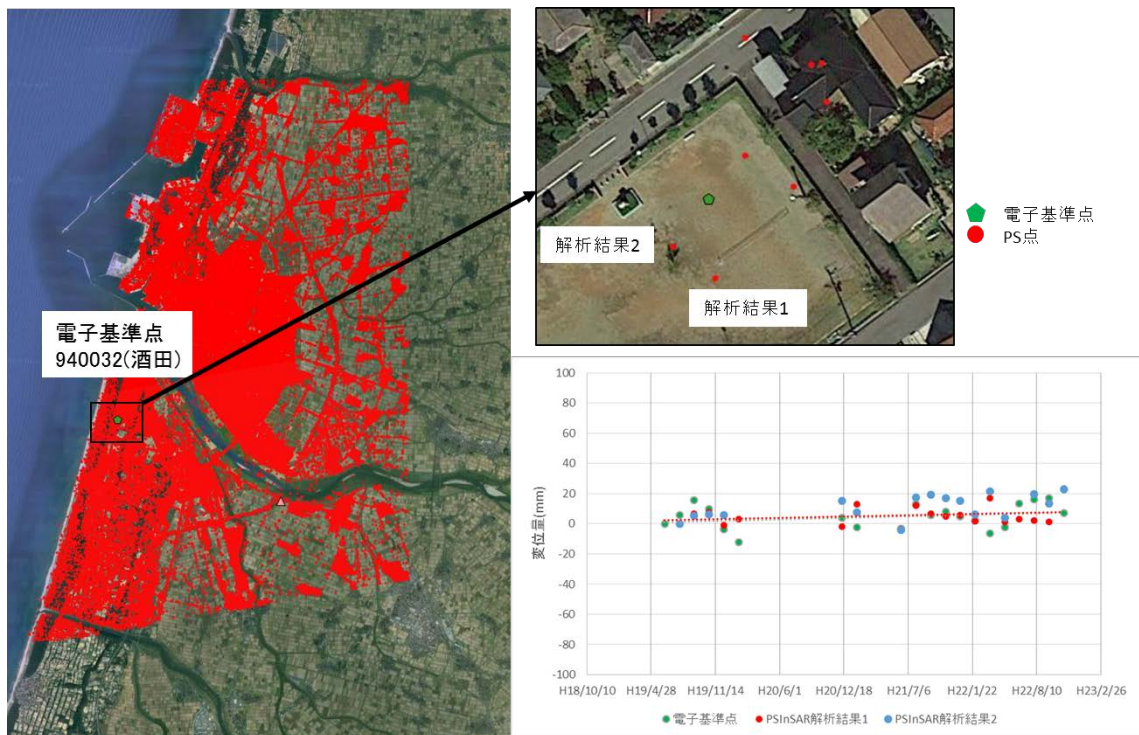 電子基準点
940032(酒田)
解析結果2
解析結果1
電子基準点
PS点
変位量(mm)
100
80
60
40
20
0
-20
-40
-60
-80
-100
H18/10/10 H19/4/28 H19/11/14 H20/6/1 H20/12/18 H21/7/6 H22/1/22 H22/8/10 H23/2/26
電子基準点 PSInSAR解析結果1 PSInSAR解析結果2